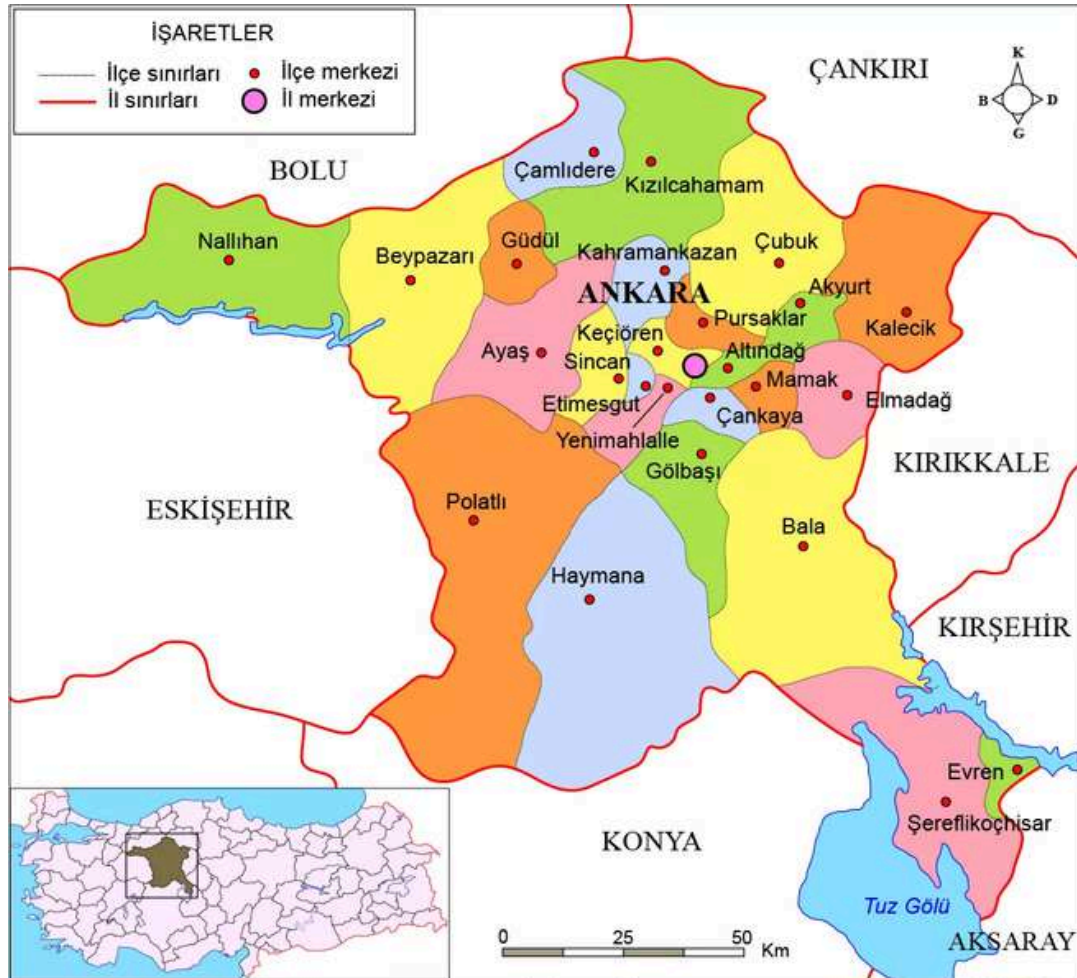 İŞARETLER
İlçe sınırları
İlçe merkezi
İl sınırları
İl merkezi
ÇANKIRI
K
B
D
G
BOLU
Çamlıdere
Kızılcahamam
Nallıhan
Beypazarı
Güdül
Kahramankazan
Çubuk
ANKARA
Akyurt
Pursaklar
Kalecik
Keçiören
Ayaş
Sincan
Altındağ
Mamak
Elmadağ
Etimesgut
Çankaya
Yenimahlalle
Gölbaşı
KIRIKKALE
ESKİŞEHİR
Polatlı
Bala
Haymana
KIRŞEHİR
Evren
Şereflikoçhisar
KONYA
Tuz Gölü
AKSARAY
0 25 50 Km